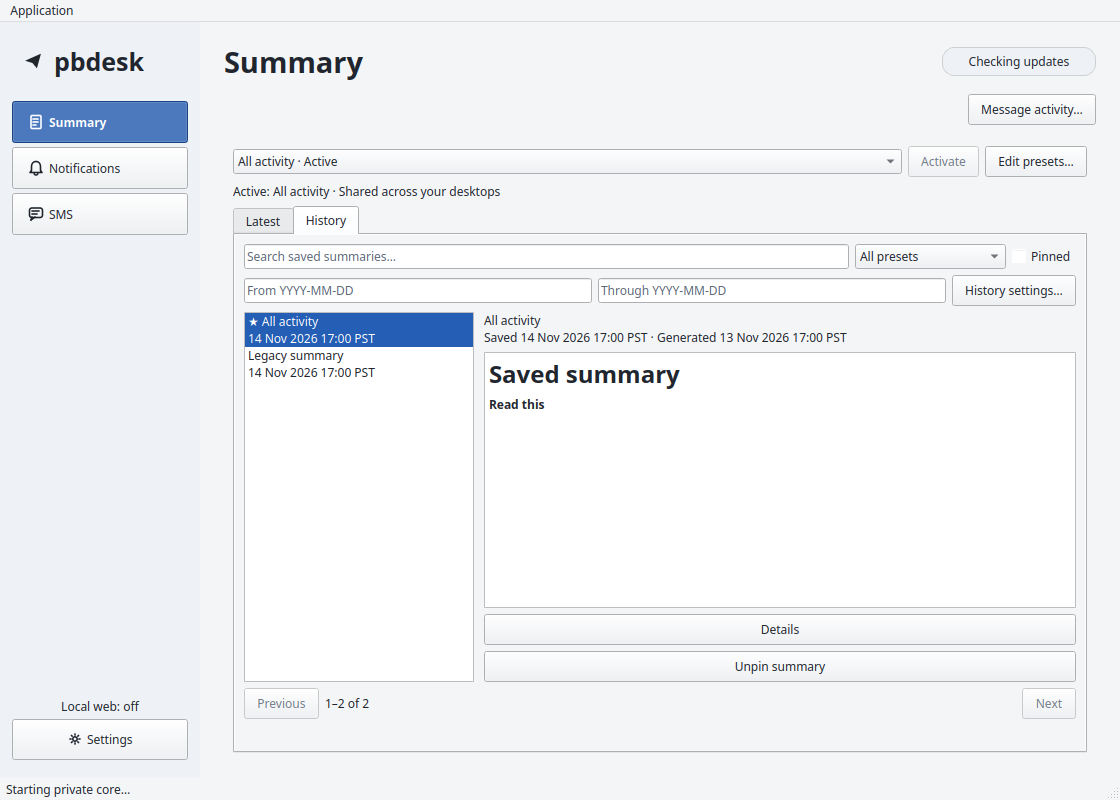 Application
pbdesk
Summary
Checking updates
Message activity...
Summary
Notifications
SMS
All activity · Active
Activate
Edit presets...
Active: All activity · Shared across your desktops
Latest
History
Search saved summaries...
All presets
Pinned
From YYYY-MM-DD
Through YYYY-MM-DD
History settings...
★ All activity
14 Nov 2026 17:00 PST
Legacy summary
14 Nov 2026 17:00 PST
All activity
Saved 14 Nov 2026 17:00 PST · Generated 13 Nov 2026 17:00 PST
Saved summary
Read this
Details
Unpin summary
Previous
1–2 of 2
Next
Local web: off
Settings
Starting private core...